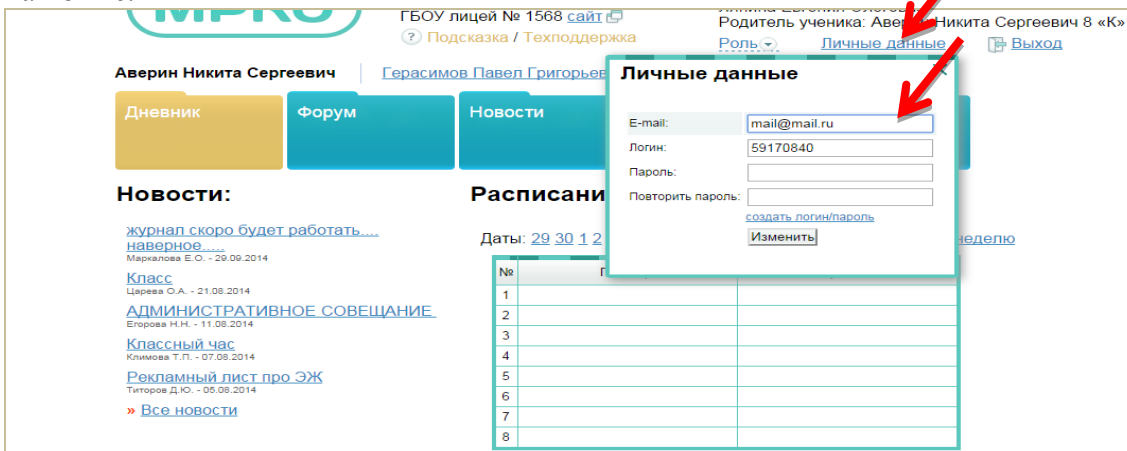 МРКО
ГБОУ лицей № 1568 сайт
? Подсказка / Техподдержка
Евгения
Родитель ученика: Аверин Никита Сергеевич 8 «К»
Роль Личные данные Выход
Аверин Никита Сергеевич
Герасимов Павел Григорьев
Дневник
Форум
Новости
Личные данные
E-mail: mail@mail.ru
Логин: 59170840
Пароль:
Повторить пароль:
создать логин/пароль
Изменить
Новости:
журнал скоро будет работать....
наверное.....
Маркалова Е.О. - 29.09.2014
Класс
Царева О.А. - 21.08.2014
АДМИНИСТРАТИВНОЕ СОВЕЩАНИЕ
Егорова Н.Н. - 11.08.2014
Классный час
Климова Т.П. - 07.08.2014
Рекламный лист про ЭЖ
Титоров Д.Ю. - 05.08.2014
» Все новости
Расписани
Даты: 29 30 1 2
неделю
№
1
2
3
4
5
6
7
8